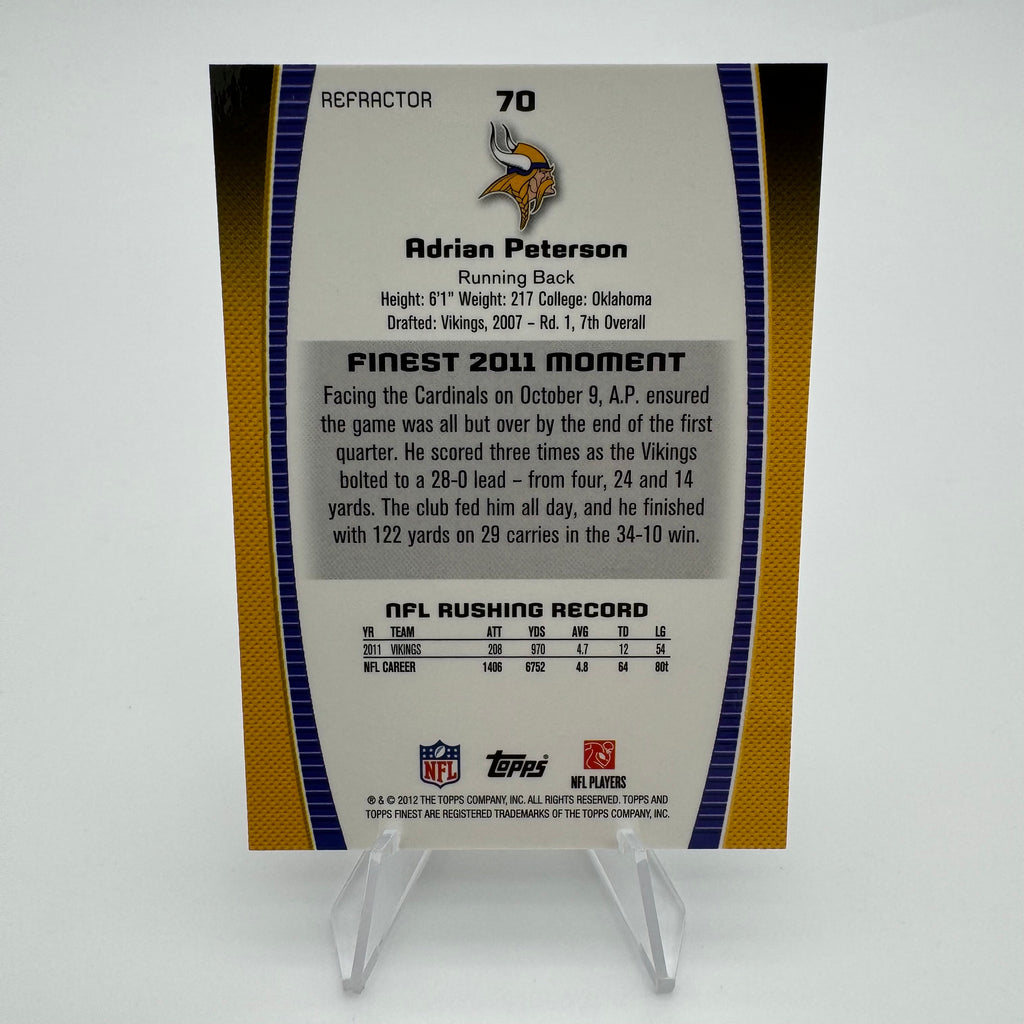 REFRACTOR 70
Adrian Peterson
Running Back
Height: 6'1" Weight: 217 College: Oklahoma
Drafted: Vikings, 2007 – Rd. 1, 7th Overall
FINEST 2011 MOMENT
Facing the Cardinals on October 9, A.P. ensured
the game was all but over by the end of the first
quarter. He scored three times as the Vikings
bolted to a 28-0 lead – from four, 24 and 14
yards. The club fed him all day, and he finished
with 122 yards on 29 carries in the 34-10 win.
NFL RUSHING RECORD
YR TEAM ATT YDS AVG TD LG
2011 VIKINGS 208 970 4.7 12 54
NFL CAREER 1406 6752 4.8 64 80t
NFL topps NFL PLAYERS
® & © 2012 THE TOPPS COMPANY, INC. ALL RIGHTS RESERVED. TOPPS AND
TOPPS FINEST ARE REGISTERED TRADEMARKS OF THE TOPPS COMPANY, INC.